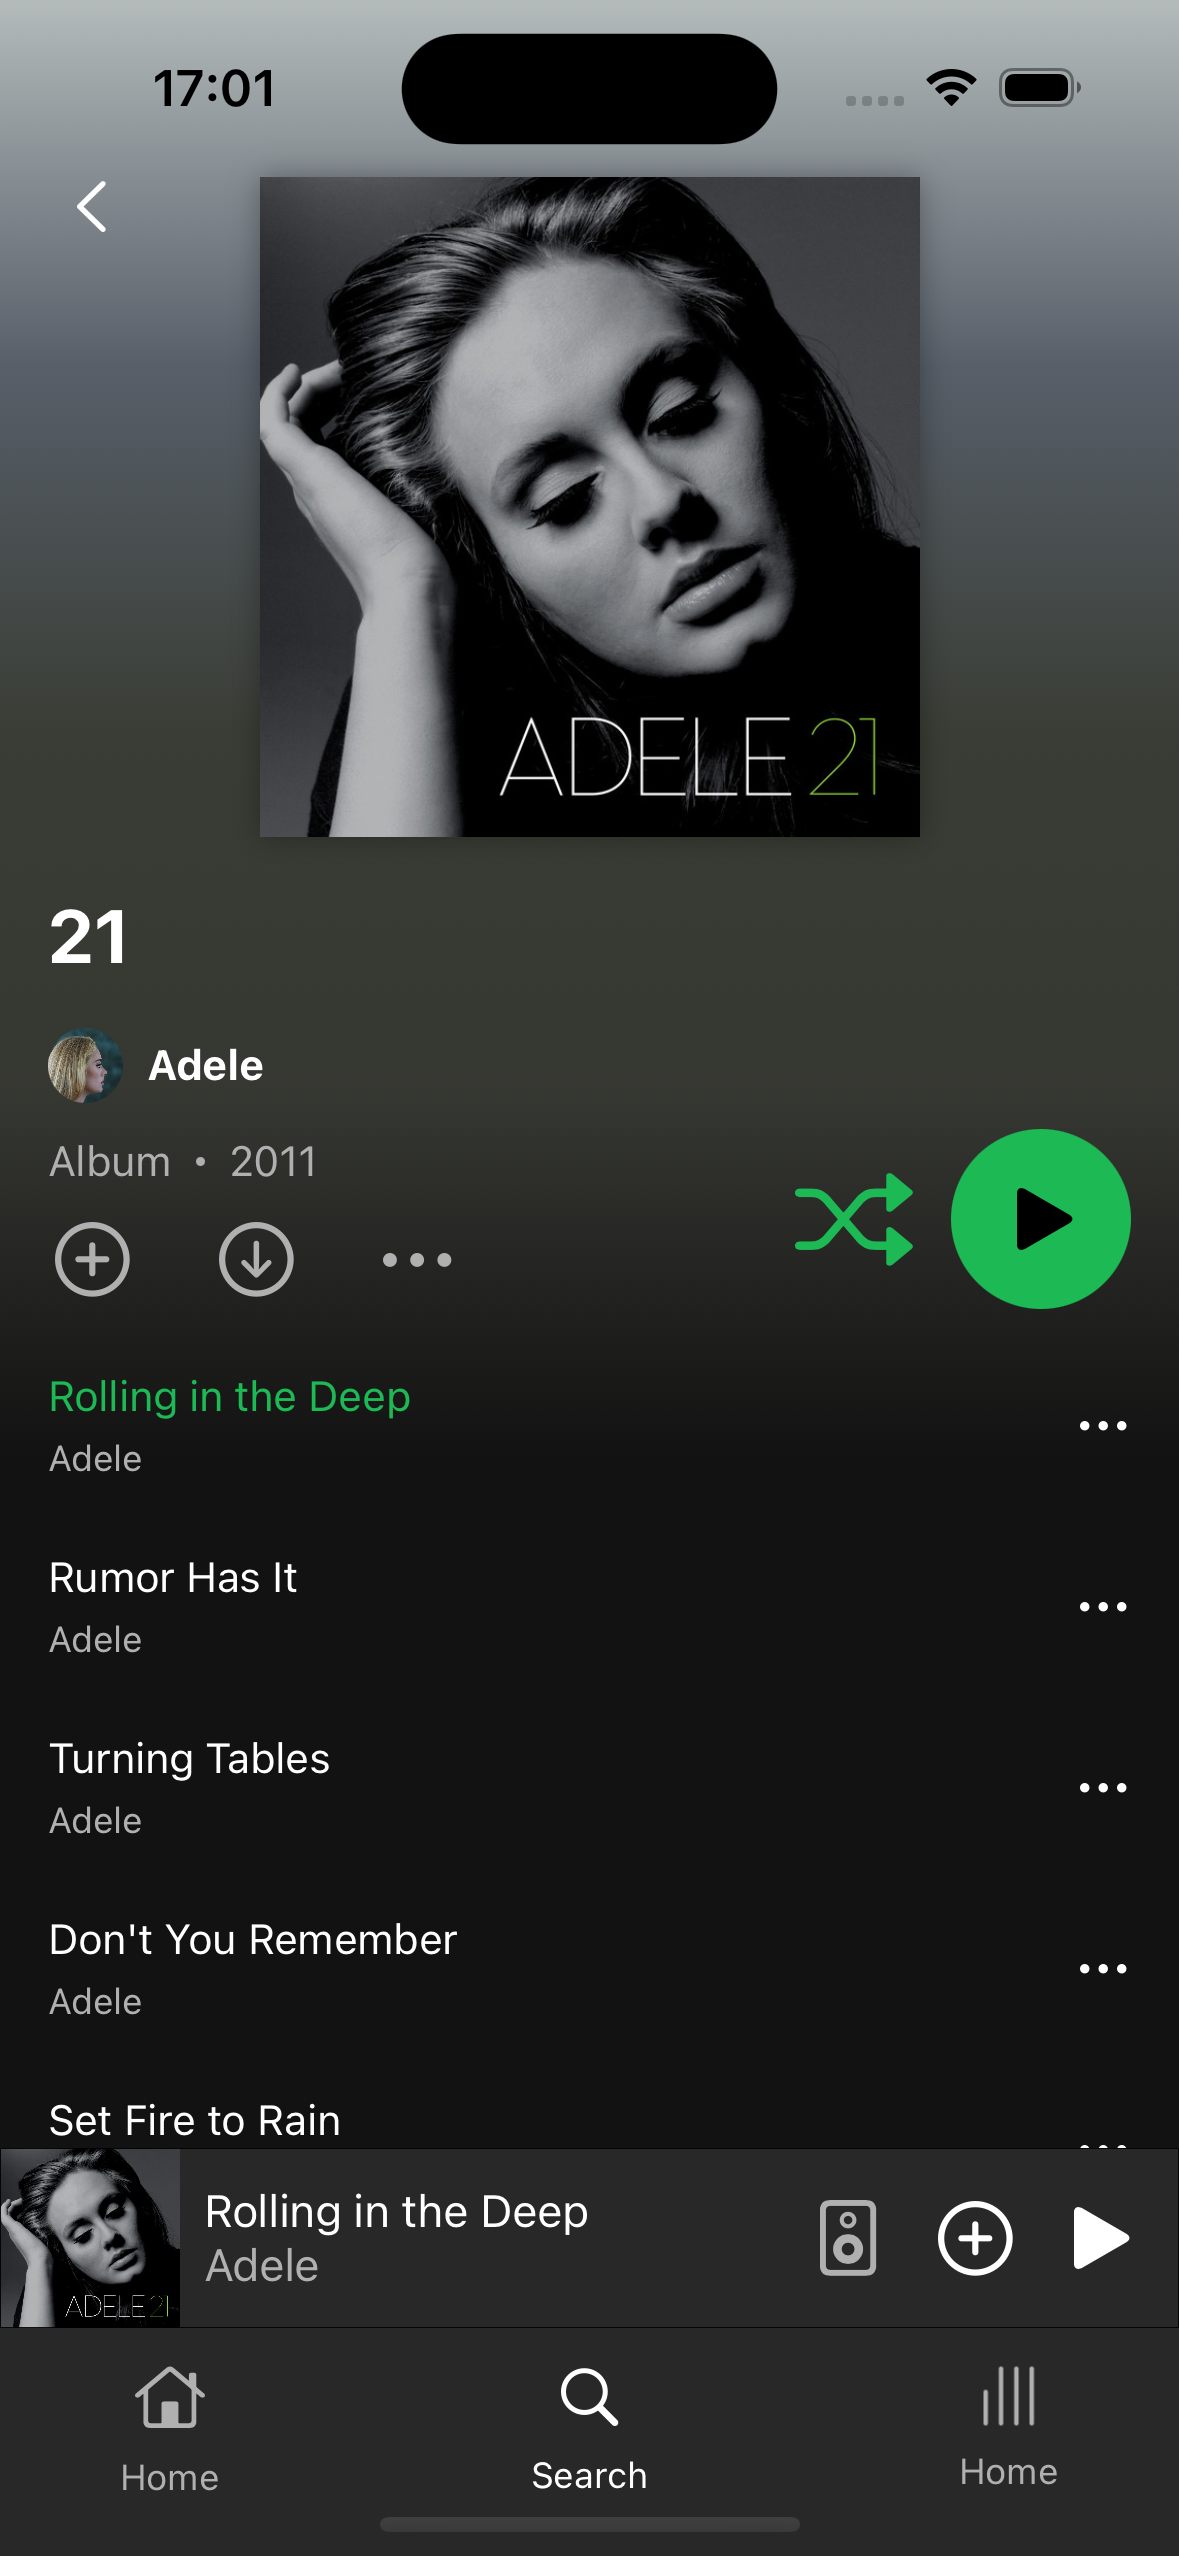 17:01
ADELE 21
21
Adele
Album • 2011
Rolling in the Deep
Adele
Rumor Has It
Adele
Turning Tables
Adele
Don't You Remember
Adele
Set Fire to Rain
ADELE 21
Rolling in the Deep
Adele
Home
Search
Home